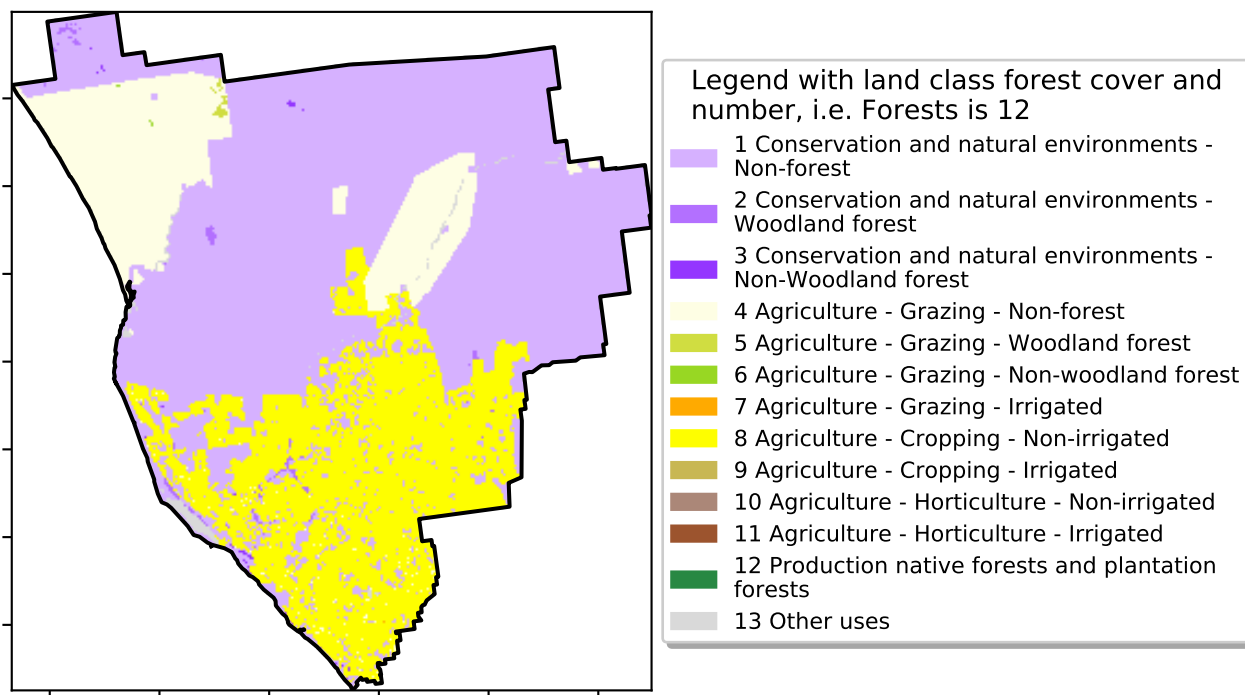 Legend with land class forest cover and
number, i.e. Forests is 12
1 Conservation and natural environments -
Non-forest
2 Conservation and natural environments -
Woodland forest
3 Conservation and natural environments -
Non-Woodland forest
4 Agriculture - Grazing - Non-forest
5 Agriculture - Grazing - Woodland forest
6 Agriculture - Grazing - Non-woodland forest
7 Agriculture - Grazing - Irrigated
8 Agriculture - Cropping - Non-irrigated
9 Agriculture - Cropping - Irrigated
10 Agriculture - Horticulture - Non-irrigated
11 Agriculture - Horticulture - Irrigated
12 Production native forests and plantation
forests
13 Other uses